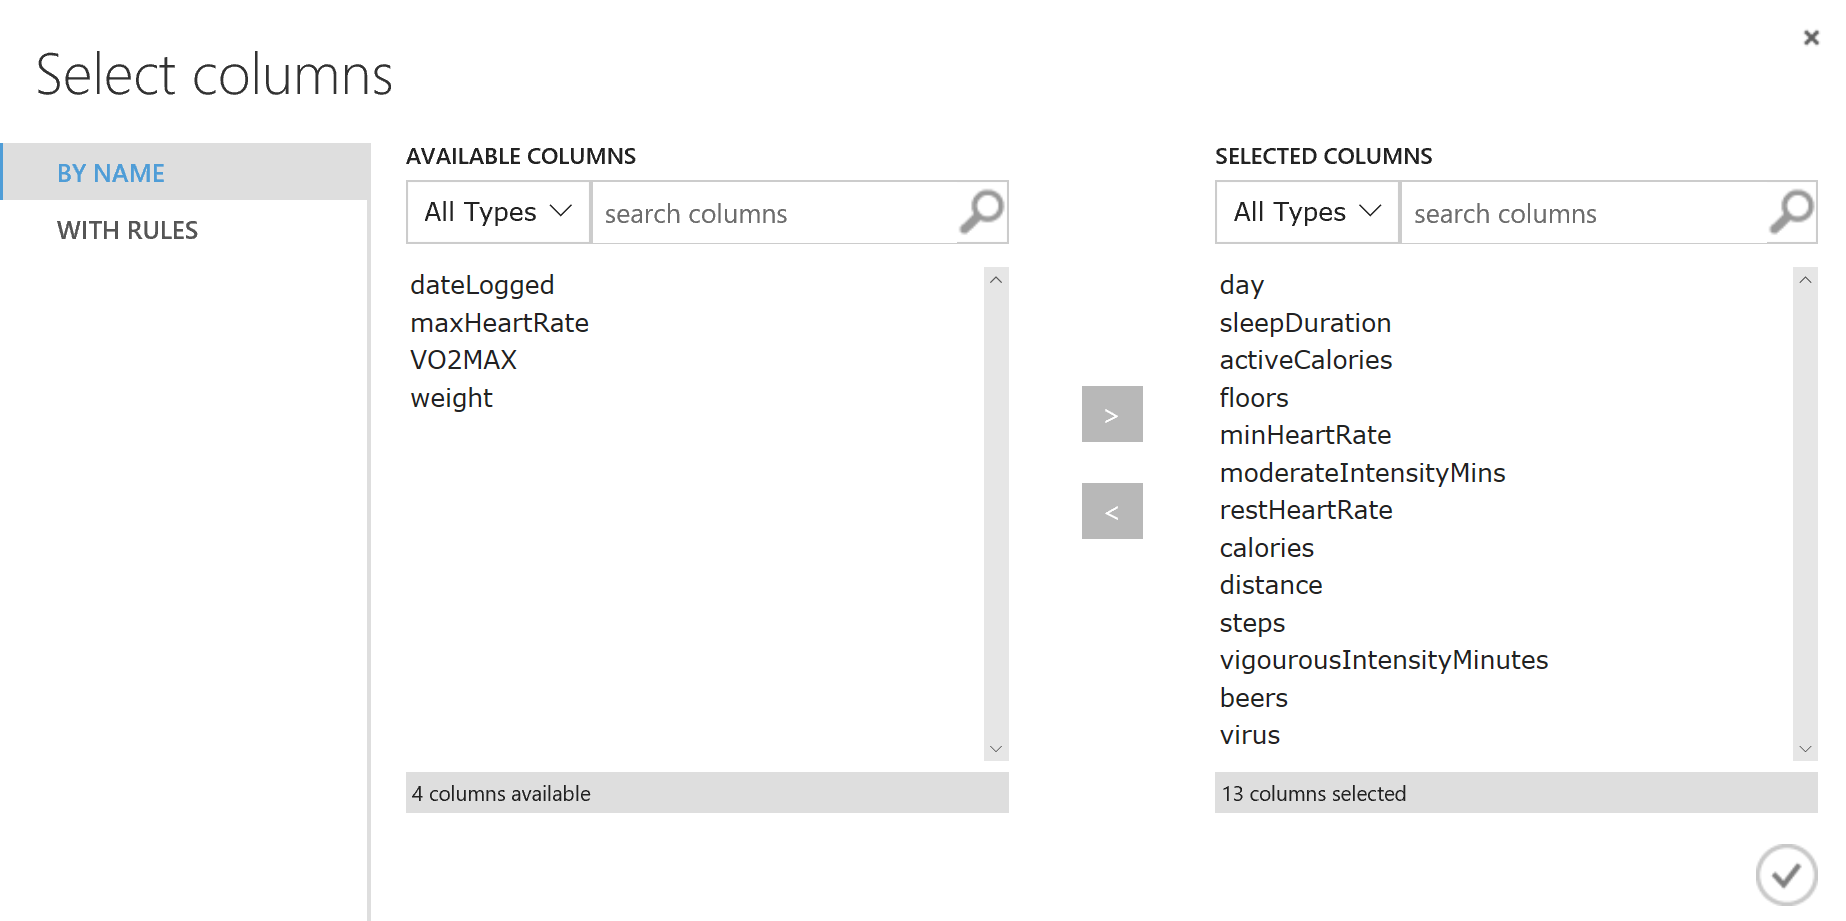 Select columns
BY NAME
WITH RULES
AVAILABLE COLUMNS
All Types
search columns
dateLogged
maxHeartRate
VO2MAX
weight
4 columns available
>
<
SELECTED COLUMNS
All Types
search columns
day
sleepDuration
activeCalories
floors
minHeartRate
moderateIntensityMins
restHeartRate
calories
distance
steps
vigourousIntensityMinutes
beers
virus
13 columns selected